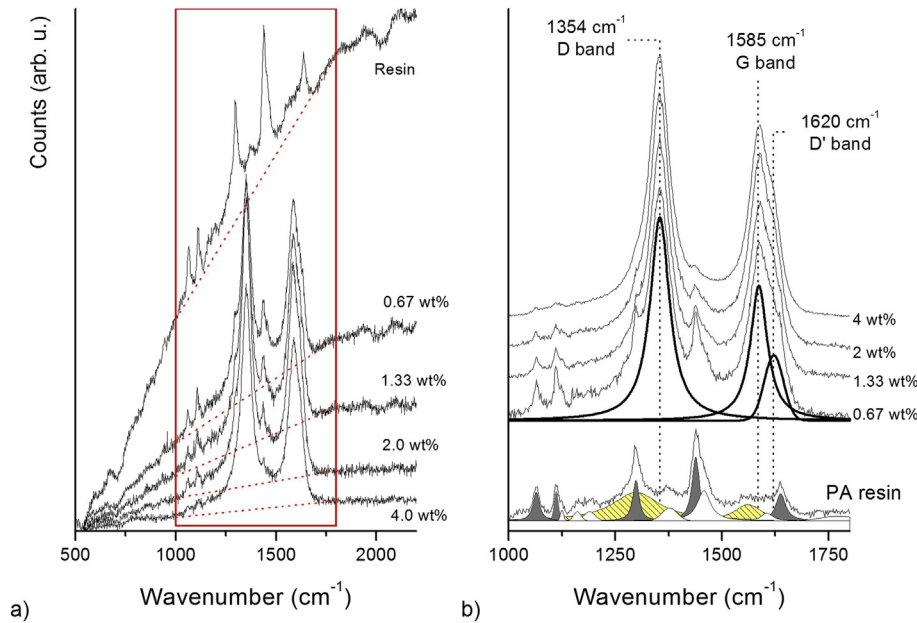 Counts (arb. u.)
Resin
0.67 wt%
1.33 wt%
2.0 wt%
4.0 wt%
500
1000
1500
2000
Wavenumber (cm⁻¹)
a)
1354 cm⁻¹
D band
1585 cm⁻¹
G band
1620 cm⁻¹
D' band
4 wt%
2 wt%
1.33 wt%
0.67 wt%
PA resin
1000
1250
1500
1750
Wavenumber (cm⁻¹)
b)